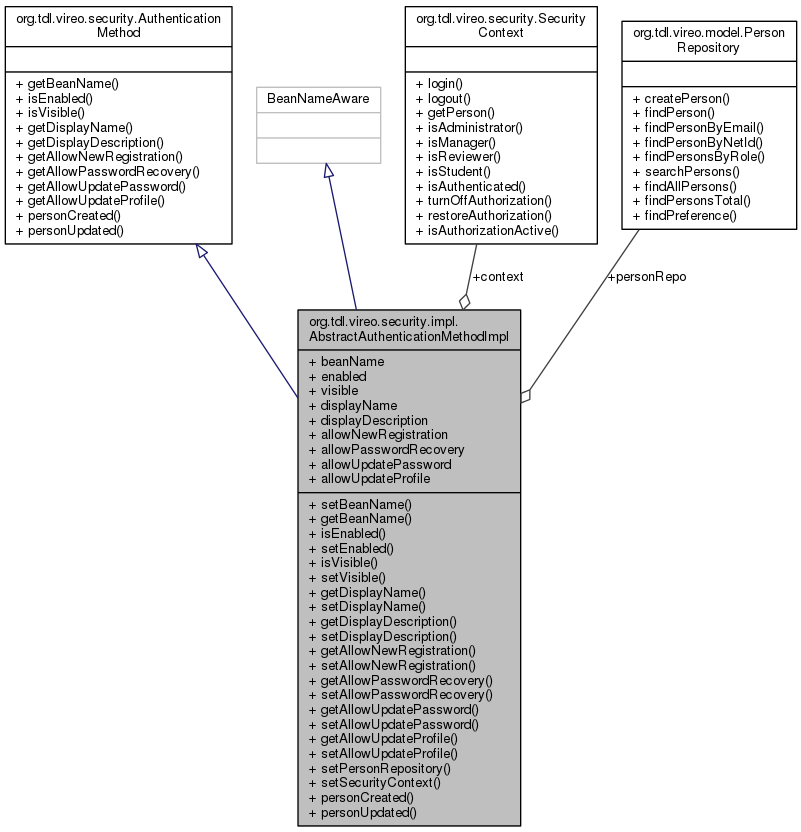 org.tdl.vireo.security.Authentication
Method
+ getBeanName()
+ isEnabled()
+ isVisible()
+ getDisplayName()
+ getDisplayDescription()
+ getAllowNewRegistration()
+ getAllowPasswordRecovery()
+ getAllowUpdatePassword()
+ getAllowUpdateProfile()
+ personCreated()
+ personUpdated()
BeanNameAware
org.tdl.vireo.security.Security
Context
+ login()
+ logout()
+ getPerson()
+ isAdministrator()
+ isManager()
+ isReviewer()
+ isStudent()
+ isAuthenticated()
+ turnOffAuthorization()
+ restoreAuthorization()
+ isAuthorizationActive()
org.tdl.vireo.model.Person
Repository
+ createPerson()
+ findPerson()
+ findPersonByEmail()
+ findPersonByNetId()
+ findPersonsByRole()
+ searchPersons()
+ findAllPersons()
+ findPersonsTotal()
+ findPreference()
+context
+personRepo
org.tdl.vireo.security.impl.
AbstractAuthenticationMethodImpl
+ beanName
+ enabled
+ visible
+ displayName
+ displayDescription
+ allowNewRegistration
+ allowPasswordRecovery
+ allowUpdatePassword
+ allowUpdateProfile
+ setBeanName()
+ getBeanName()
+ isEnabled()
+ setEnabled()
+ isVisible()
+ setVisible()
+ getDisplayName()
+ setDisplayName()
+ getDisplayDescription()
+ setDisplayDescription()
+ getAllowNewRegistration()
+ setAllowNewRegistration()
+ getAllowPasswordRecovery()
+ setAllowPasswordRecovery()
+ getAllowUpdatePassword()
+ setAllowUpdatePassword()
+ getAllowUpdateProfile()
+ setAllowUpdateProfile()
+ setPersonRepository()
+ setSecurityContext()
+ personCreated()
+ personUpdated()